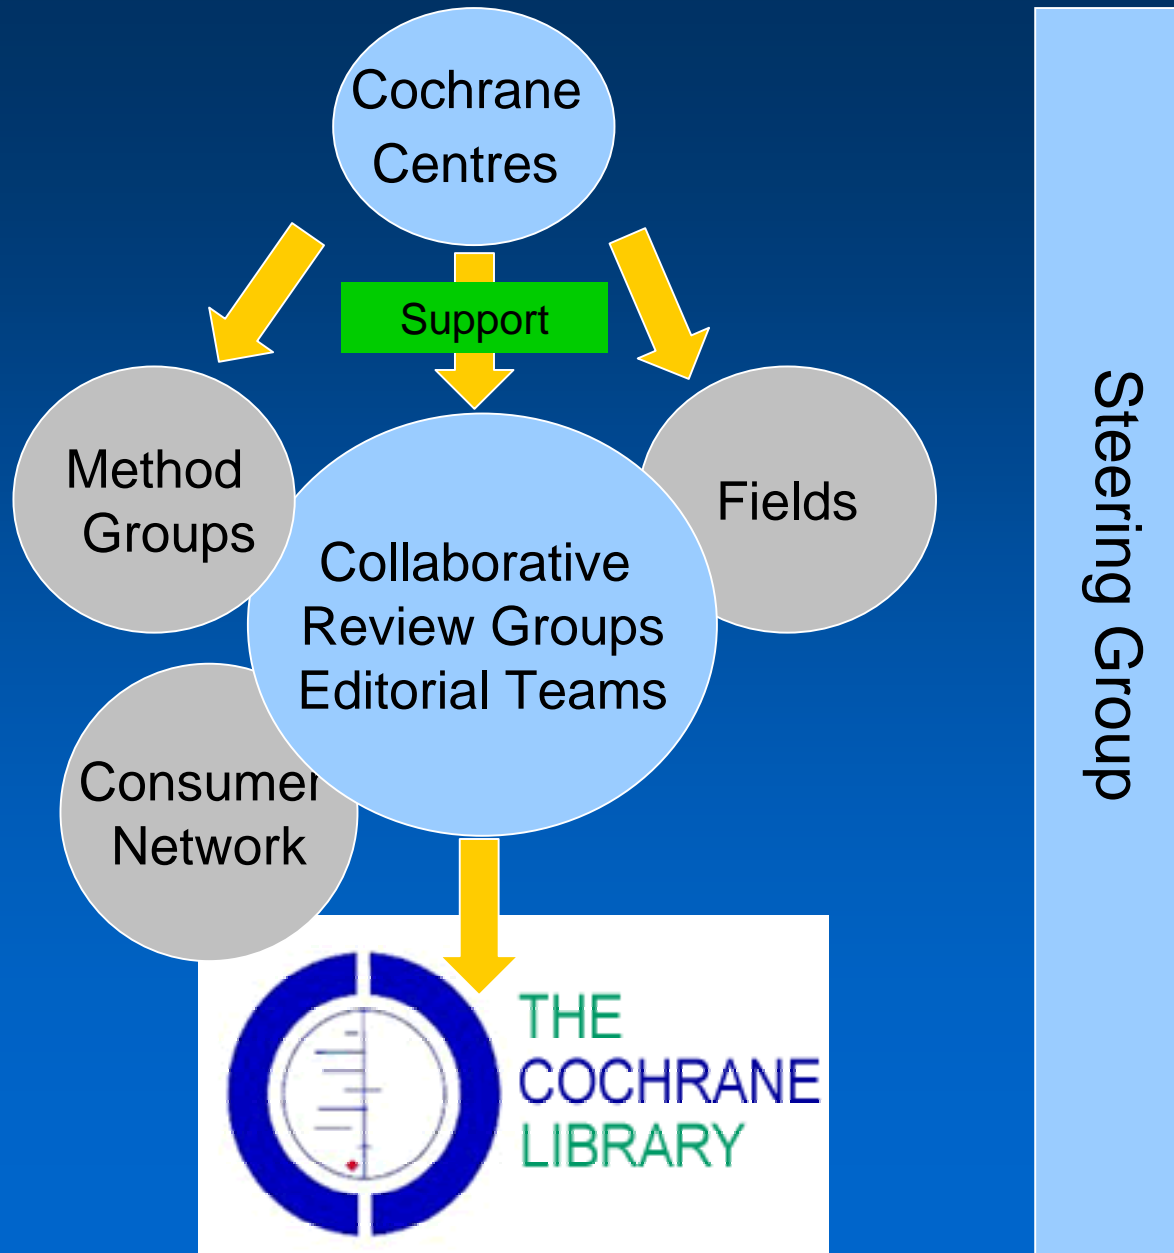 Cochrane
Centres
Support
Method
Groups
Fields
Collaborative
Review Groups
Editorial Teams
Consumer
Network
THE
COCHRANE
LIBRARY
Steering Group